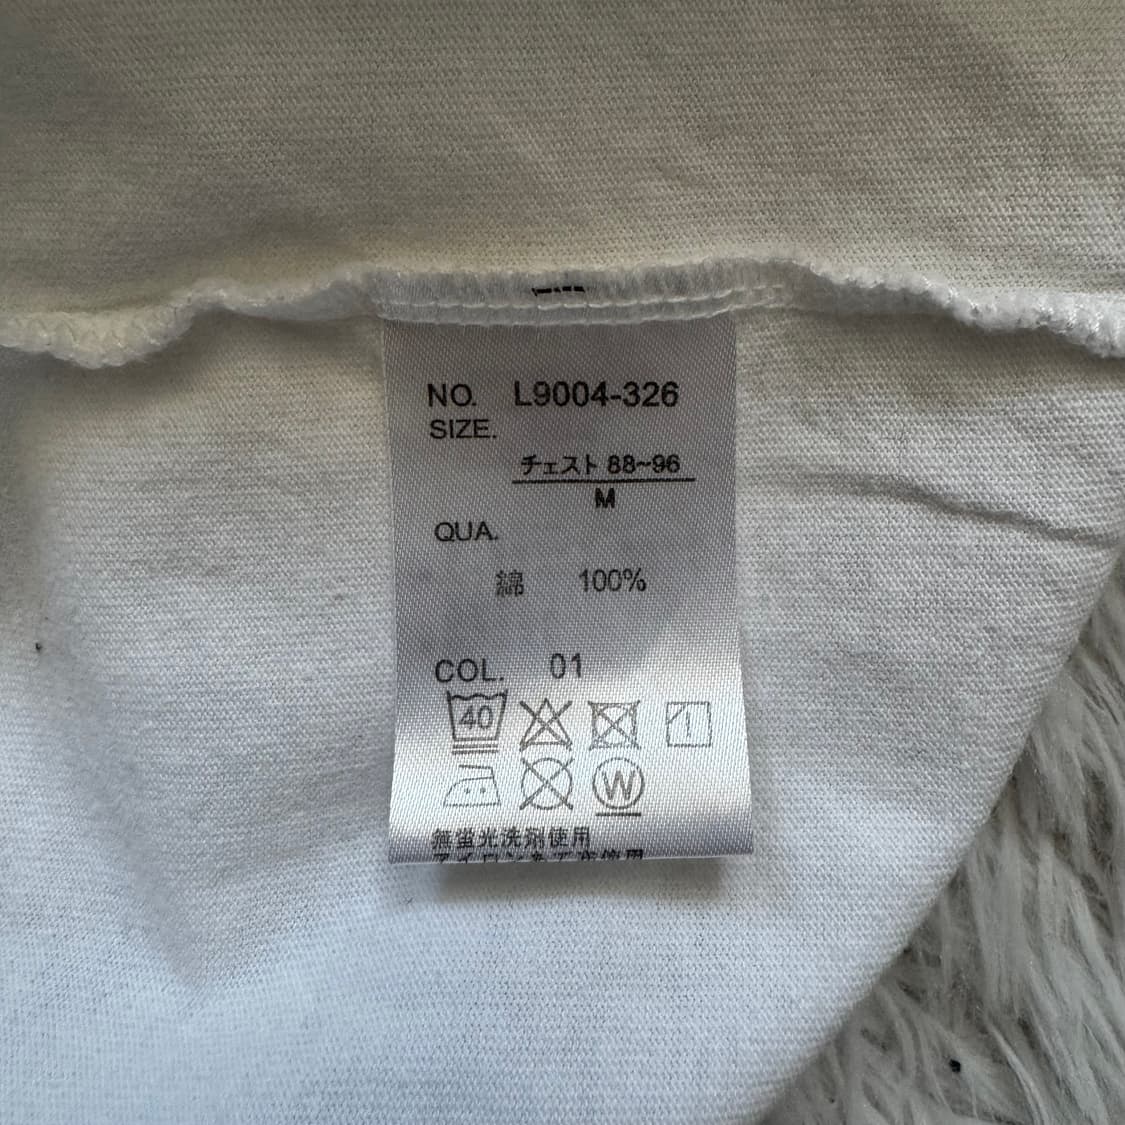 NO. L9004-326
SIZE.
チェスト 88~96
M
QUA.
綿 100%
COL. 01
40
W
無蛍光洗剤使用